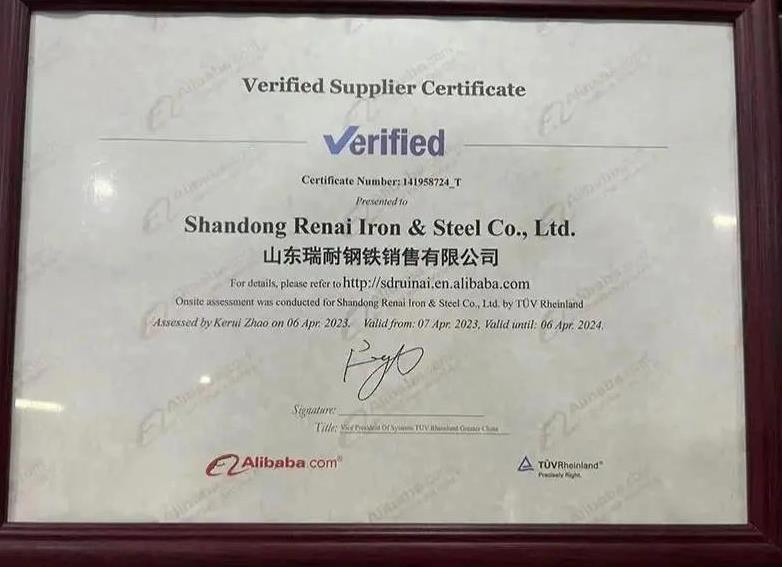 Verified Supplier Certificate
Verified
Certificate Number: 141958724_T
Presented to
Shandong Renai Iron & Steel Co., Ltd.
山东瑞耐钢铁销售有限公司
For details, please refer to http://sdruinai.en.alibaba.com
Onsite assessment was conducted for Shandong Renai Iron & Steel Co., Ltd. by TÜV Rheinland
Assessed by Kerui Zhao on 06 Apr. 2023. Valid from: 07 Apr. 2023, Valid until: 06 Apr. 2024.
Signature:
Title: Vice President Of Systems TÜV Rheinland Greater China
Alibaba.com®
TÜVRheinland®
Precisely Right.